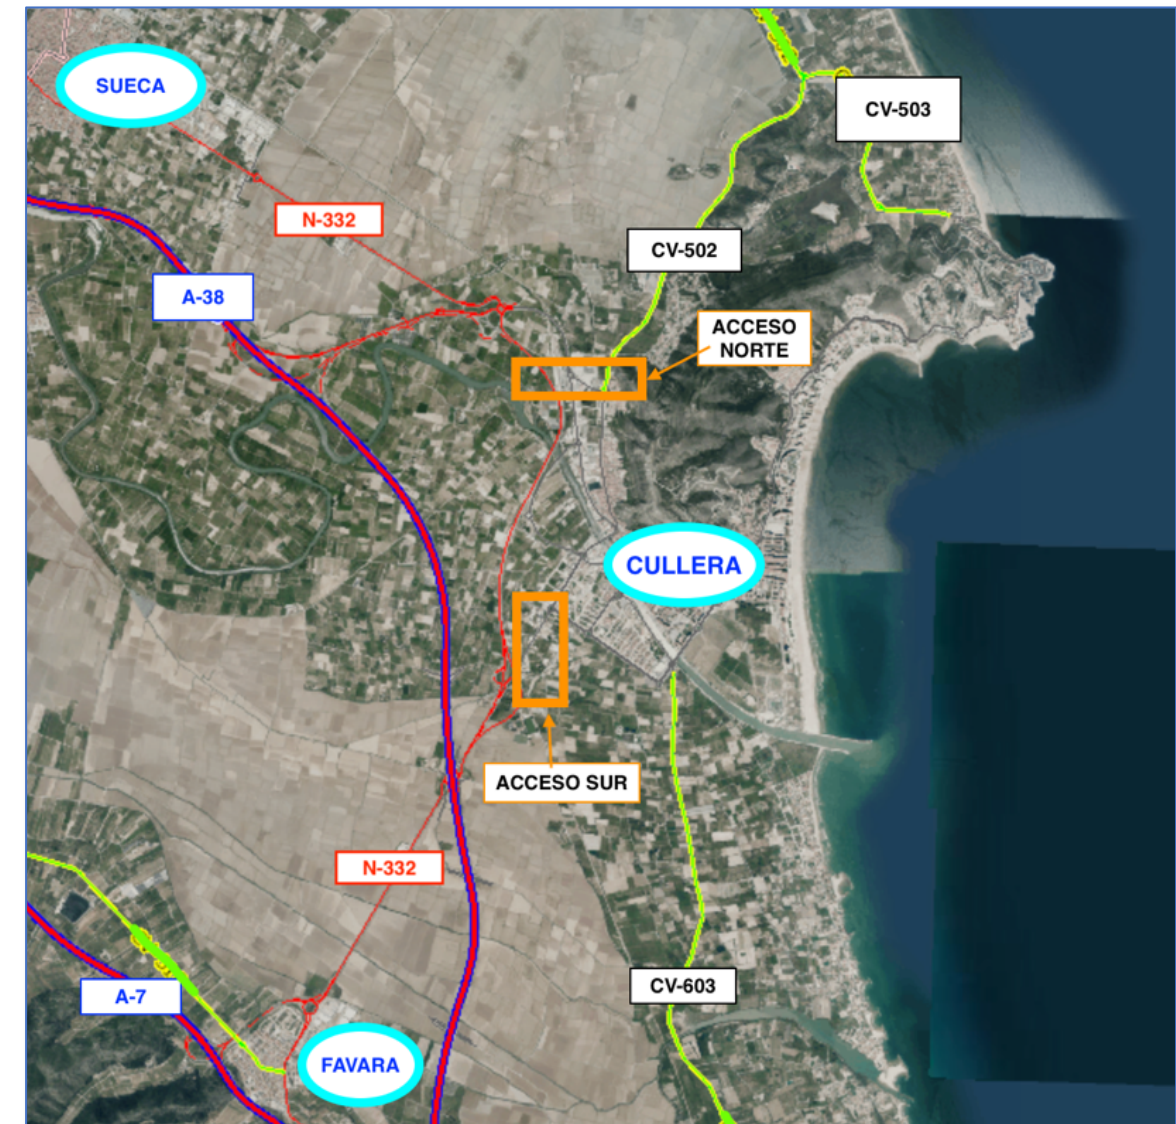 SUECA
CV-503
N-332
CV-502
A-38
ACCESO
NORTE
CULLERA
ACCESO SUR
N-332
CV-603
A-7
FAVARA